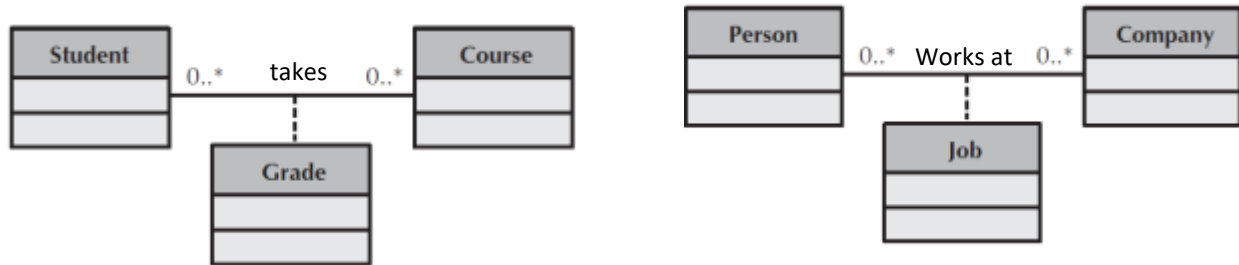 Student
0..*
takes
0..*
Course
Grade
Person
0..*
Works at
0..*
Company
Job